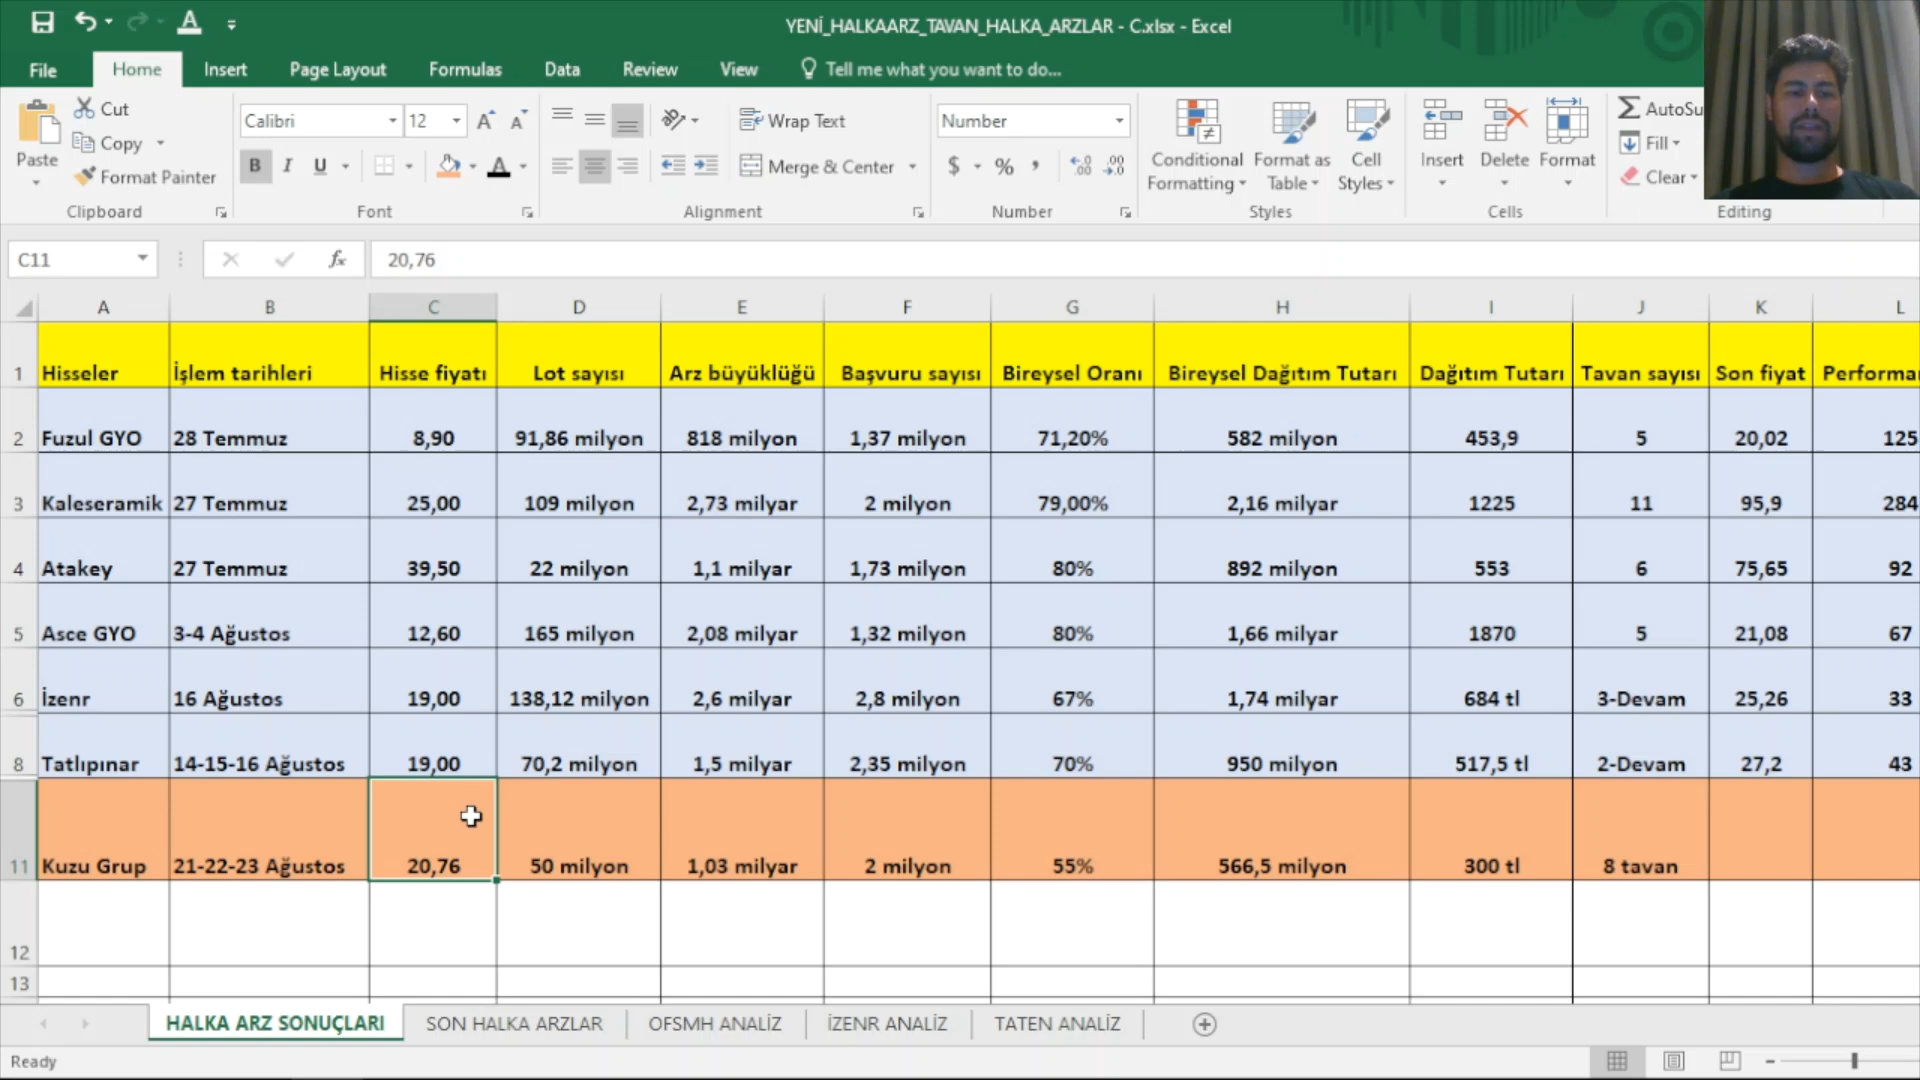 YENİ_HALKAARZ_TAVAN_HALKA_ARZLAR - C.xlsx - Excel
File Home Insert Page Layout Formulas Data Review View Tell me what you want to do...
Paste Cut Copy Format Painter
Calibri 12
B I U
Wrap Text
Merge & Center
Number
$ % ,
Conditional Formatting Format as Table Cell Styles
Insert Delete Format
Fill
Clear
Clipboard Font Alignment Number Styles Cells Editing
C11 fx 20,76
A B C D E F G H I J K L
1 Hisseler İşlem tarihleri Hisse fiyatı Lot sayısı Arz büyüklüğü Başvuru sayısı Bireysel Oranı Bireysel Dağıtım Tutarı Dağıtım Tutarı Tavan sayısı Son fiyat
2 Fuzul GYO 28 Temmuz 8,90 91,86 milyon 818 milyon 1,37 milyon 71,20% 582 milyon 453,9 5 20,02 125
3 Kaleseramik 27 Temmuz 25,00 109 milyon 2,73 milyar 2 milyon 79,00% 2,16 milyar 1225 11 95,9 284
4 Atakey 27 Temmuz 39,50 22 milyon 1,1 milyar 1,73 milyon 80% 892 milyon 553 6 75,65 92
5 Asce GYO 3-4 Ağustos 12,60 165 milyon 2,08 milyar 1,32 milyon 80% 1,66 milyar 1870 5 21,08 67
6 İzenr 16 Ağustos 19,00 138,12 milyon 2,6 milyar 2,8 milyon 67% 1,74 milyar 684 tl 3-Devam 25,26 33
8 Tatlıpınar 14-15-16 Ağustos 19,00 70,2 milyon 1,5 milyar 2,35 milyon 70% 950 milyon 517,5 tl 2-Devam 27,2 43
11 Kuzu Grup 21-22-23 Ağustos 20,76 50 milyon 1,03 milyar 2 milyon 55% 566,5 milyon 300 tl 8 tavan
12
13
HALKA ARZ SONUÇLARI SON HALKA ARZLAR OFSMH ANALİZ İZENR ANALİZ TATEN ANALİZ
Ready